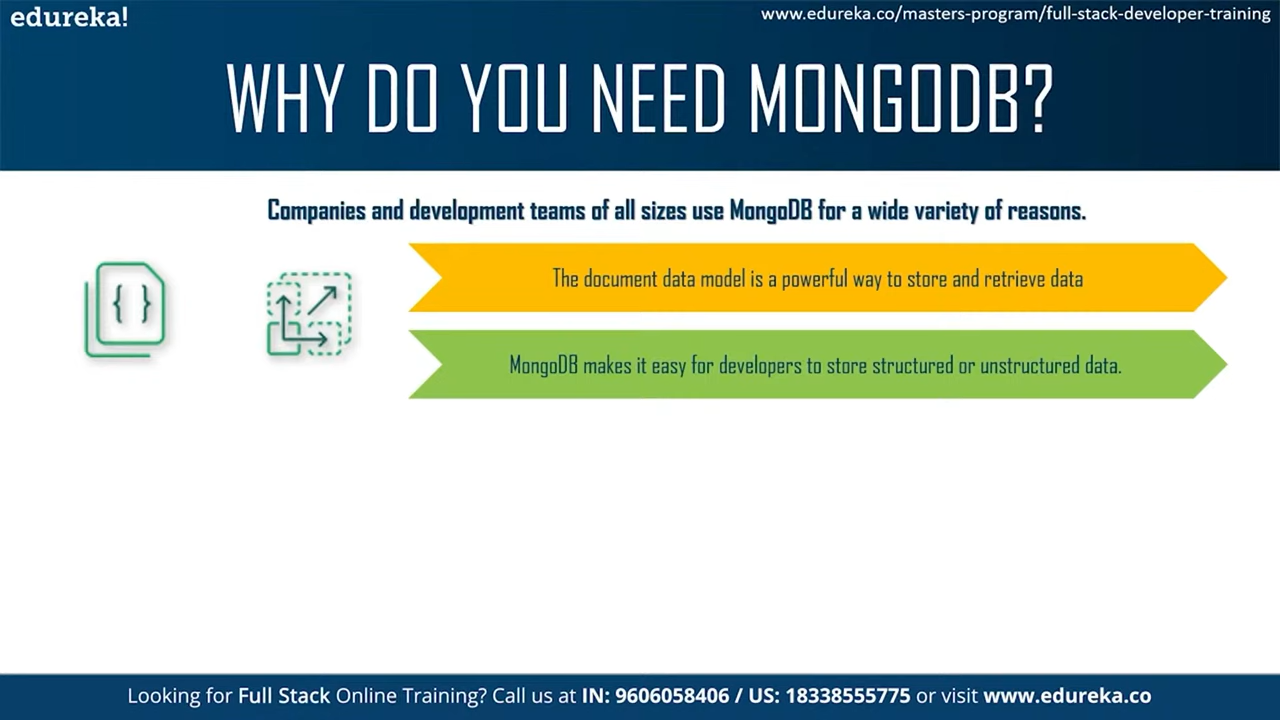 edureka!
www.edureka.co/masters-program/full-stack-developer-training
WHY DO YOU NEED MONGODB?
Companies and development teams of all sizes use MongoDB for a wide variety of reasons.
{ }
The document data model is a powerful way to store and retrieve data
MongoDB makes it easy for developers to store structured or unstructured data.
Looking for Full Stack Online Training? Call us at IN: 9606058406 / US: 18338555775 or visit www.edureka.co